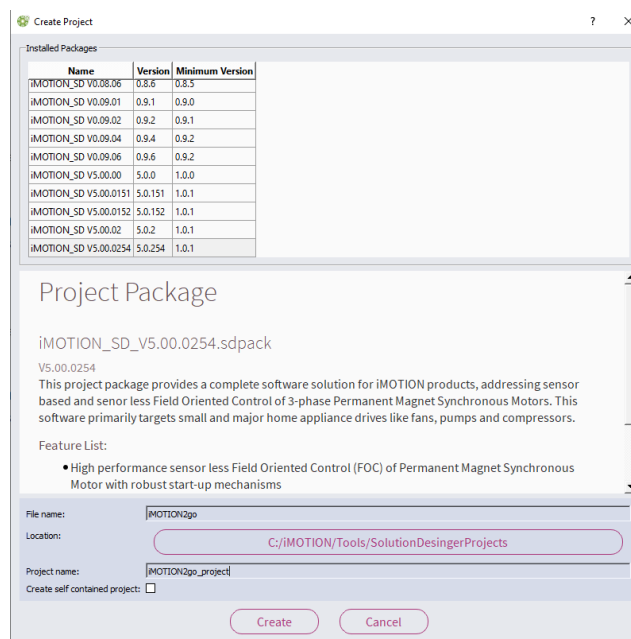 Create Project
Installed Packages
Name Version Minimum Version
iMOTION_SD V0.08.06 0.8.6 0.8.5
iMOTION_SD V0.09.01 0.9.1 0.9.0
iMOTION_SD V0.09.02 0.9.2 0.9.1
iMOTION_SD V0.09.04 0.9.4 0.9.2
iMOTION_SD V0.09.06 0.9.6 0.9.2
iMOTION_SD V5.00.00 5.0.0 1.0.0
iMOTION_SD V5.00.0151 5.0.151 1.0.1
iMOTION_SD V5.00.0152 5.0.152 1.0.1
iMOTION_SD V5.00.02 5.0.2 1.0.1
iMOTION_SD V5.00.0254 5.0.254 1.0.1
Project Package
iMOTION_SD_V5.00.0254.sdpack
V5.00.0254
This project package provides a complete software solution for iMOTION products, addressing sensor
based and senor less Field Oriented Control of 3-phase Permanent Magnet Synchronous Motors. This
software primarily targets small and major home appliance drives like fans, pumps and compressors.
Feature List:
• High performance sensor less Field Oriented Control (FOC) of Permanent Magnet Synchronous
Motor with robust start-up mechanisms
File name: iMOTION2go
Location: C:/iMOTION/Tools/SolutionDesingerProjects
Project name: iMOTION2go_project
Create self contained project:
Create Cancel